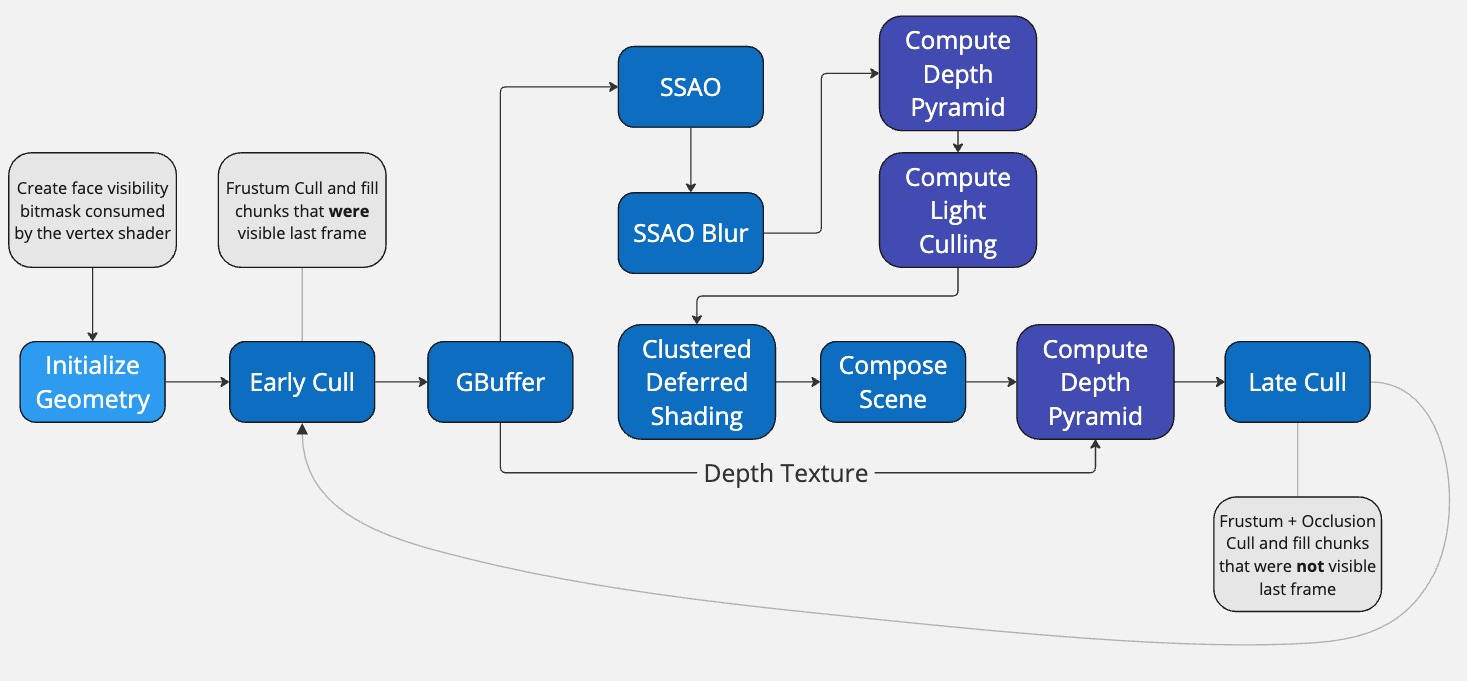 Compute
Depth
Pyramid
SSAO
Create face visibility
bitmask consumed
by the vertex shader
Frustum Cull and fill
chunks that were
visible last frame
SSAO Blur
Compute
Light
Culling
Initialize
Geometry
Early Cull
GBuffer
Clustered
Deferred
Shading
Compose
Scene
Compute
Depth
Pyramid
Late Cull
Depth Texture
Frustum + Occlusion
Cull and fill chunks
that were not visible
last frame